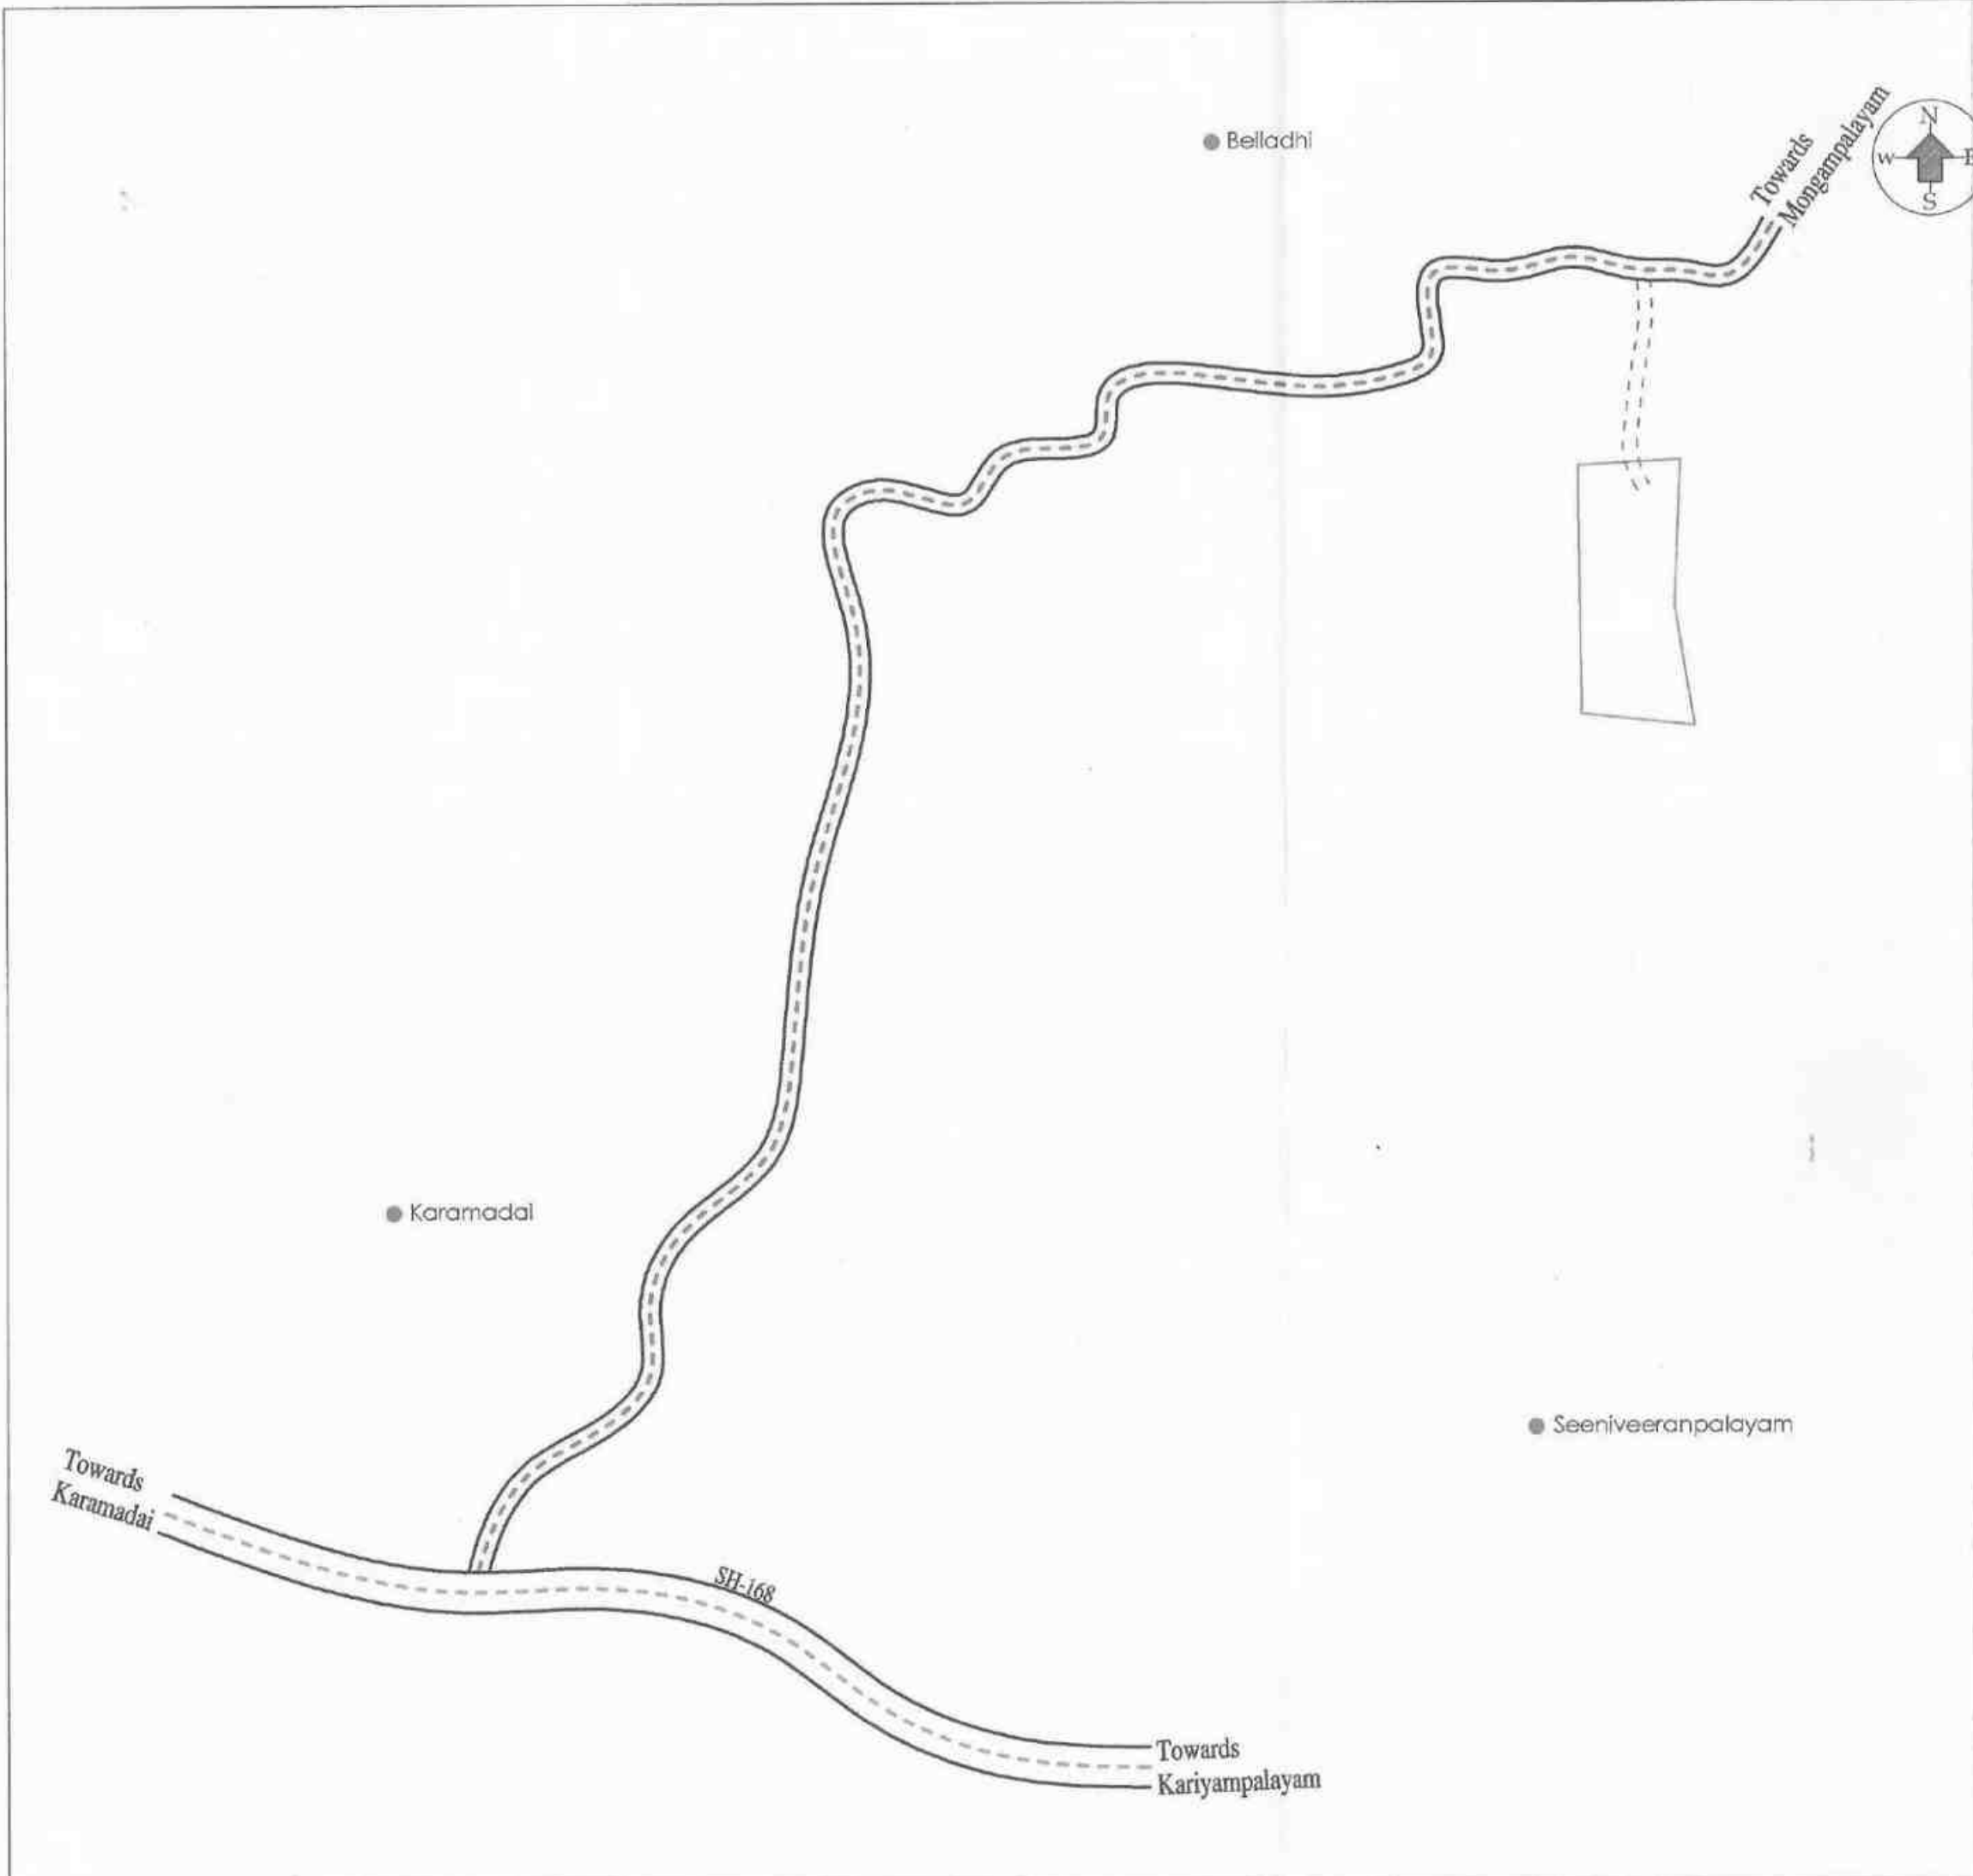 Belladhi
Towards
Mongampalayam
N
W
E
S
Karamadai
Seeniveeranpalayam
Towards
Karamadai
SH-168
Towards
Kariyampalayam